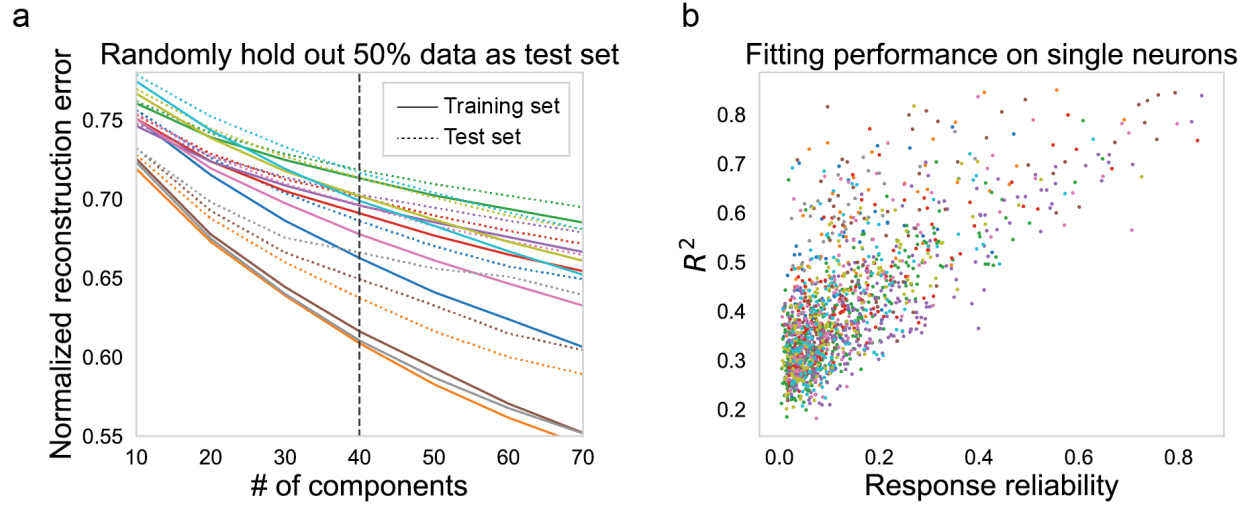 a
Randomly hold out 50% data as test set
Normalized reconstruction error
0.75
0.70
0.65
0.60
0.55
Training set
Test set
10 20 30 40 50 60 70
# of components
b
Fitting performance on single neurons
R²
0.8
0.7
0.6
0.5
0.4
0.3
0.2
0.0 0.2 0.4 0.6 0.8
Response reliability